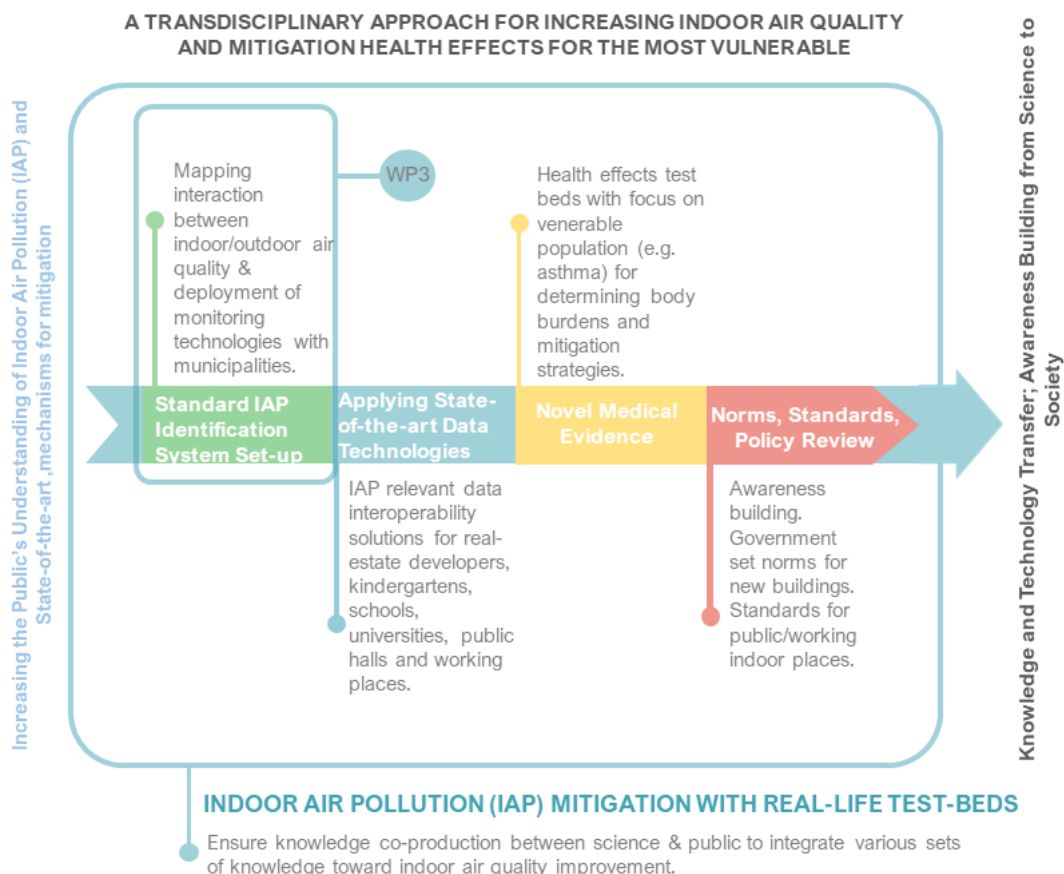 A TRANSDISCIPLINARY APPROACH FOR INCREASING INDOOR AIR QUALITY
AND MITIGATION HEALTH EFFECTS FOR THE MOST VULNERABLE
Increasing the Public's Understanding of Indoor Air Pollution (IAP) and
State-of-the-art ,mechanisms for mitigation
Mapping
interaction
between
indoor/outdoor air
quality &
deployment of
monitoring
technologies with
municipalities.
WP3
Health effects test
beds with focus on
venerable
population (e.g.
asthma) for
determining body
burdens and
mitigation
strategies.
Standard IAP
Identification
System Set-up
Applying State-
of-the-art Data
Technologies
Novel Medical
Evidence
Norms, Standards,
Policy Review
IAP relevant data
interoperability
solutions for real-
estate developers,
kindergartens,
schools,
universities, public
halls and working
places.
Awareness
building.
Government
set norms for
new buildings.
Standards for
public/working
indoor places.
Knowledge and Technology Transfer; Awareness Building from Science to
Society
INDOOR AIR POLLUTION (IAP) MITIGATION WITH REAL-LIFE TEST-BEDS
Ensure knowledge co-production between science & public to integrate various sets
of knowledge toward indoor air quality improvement.